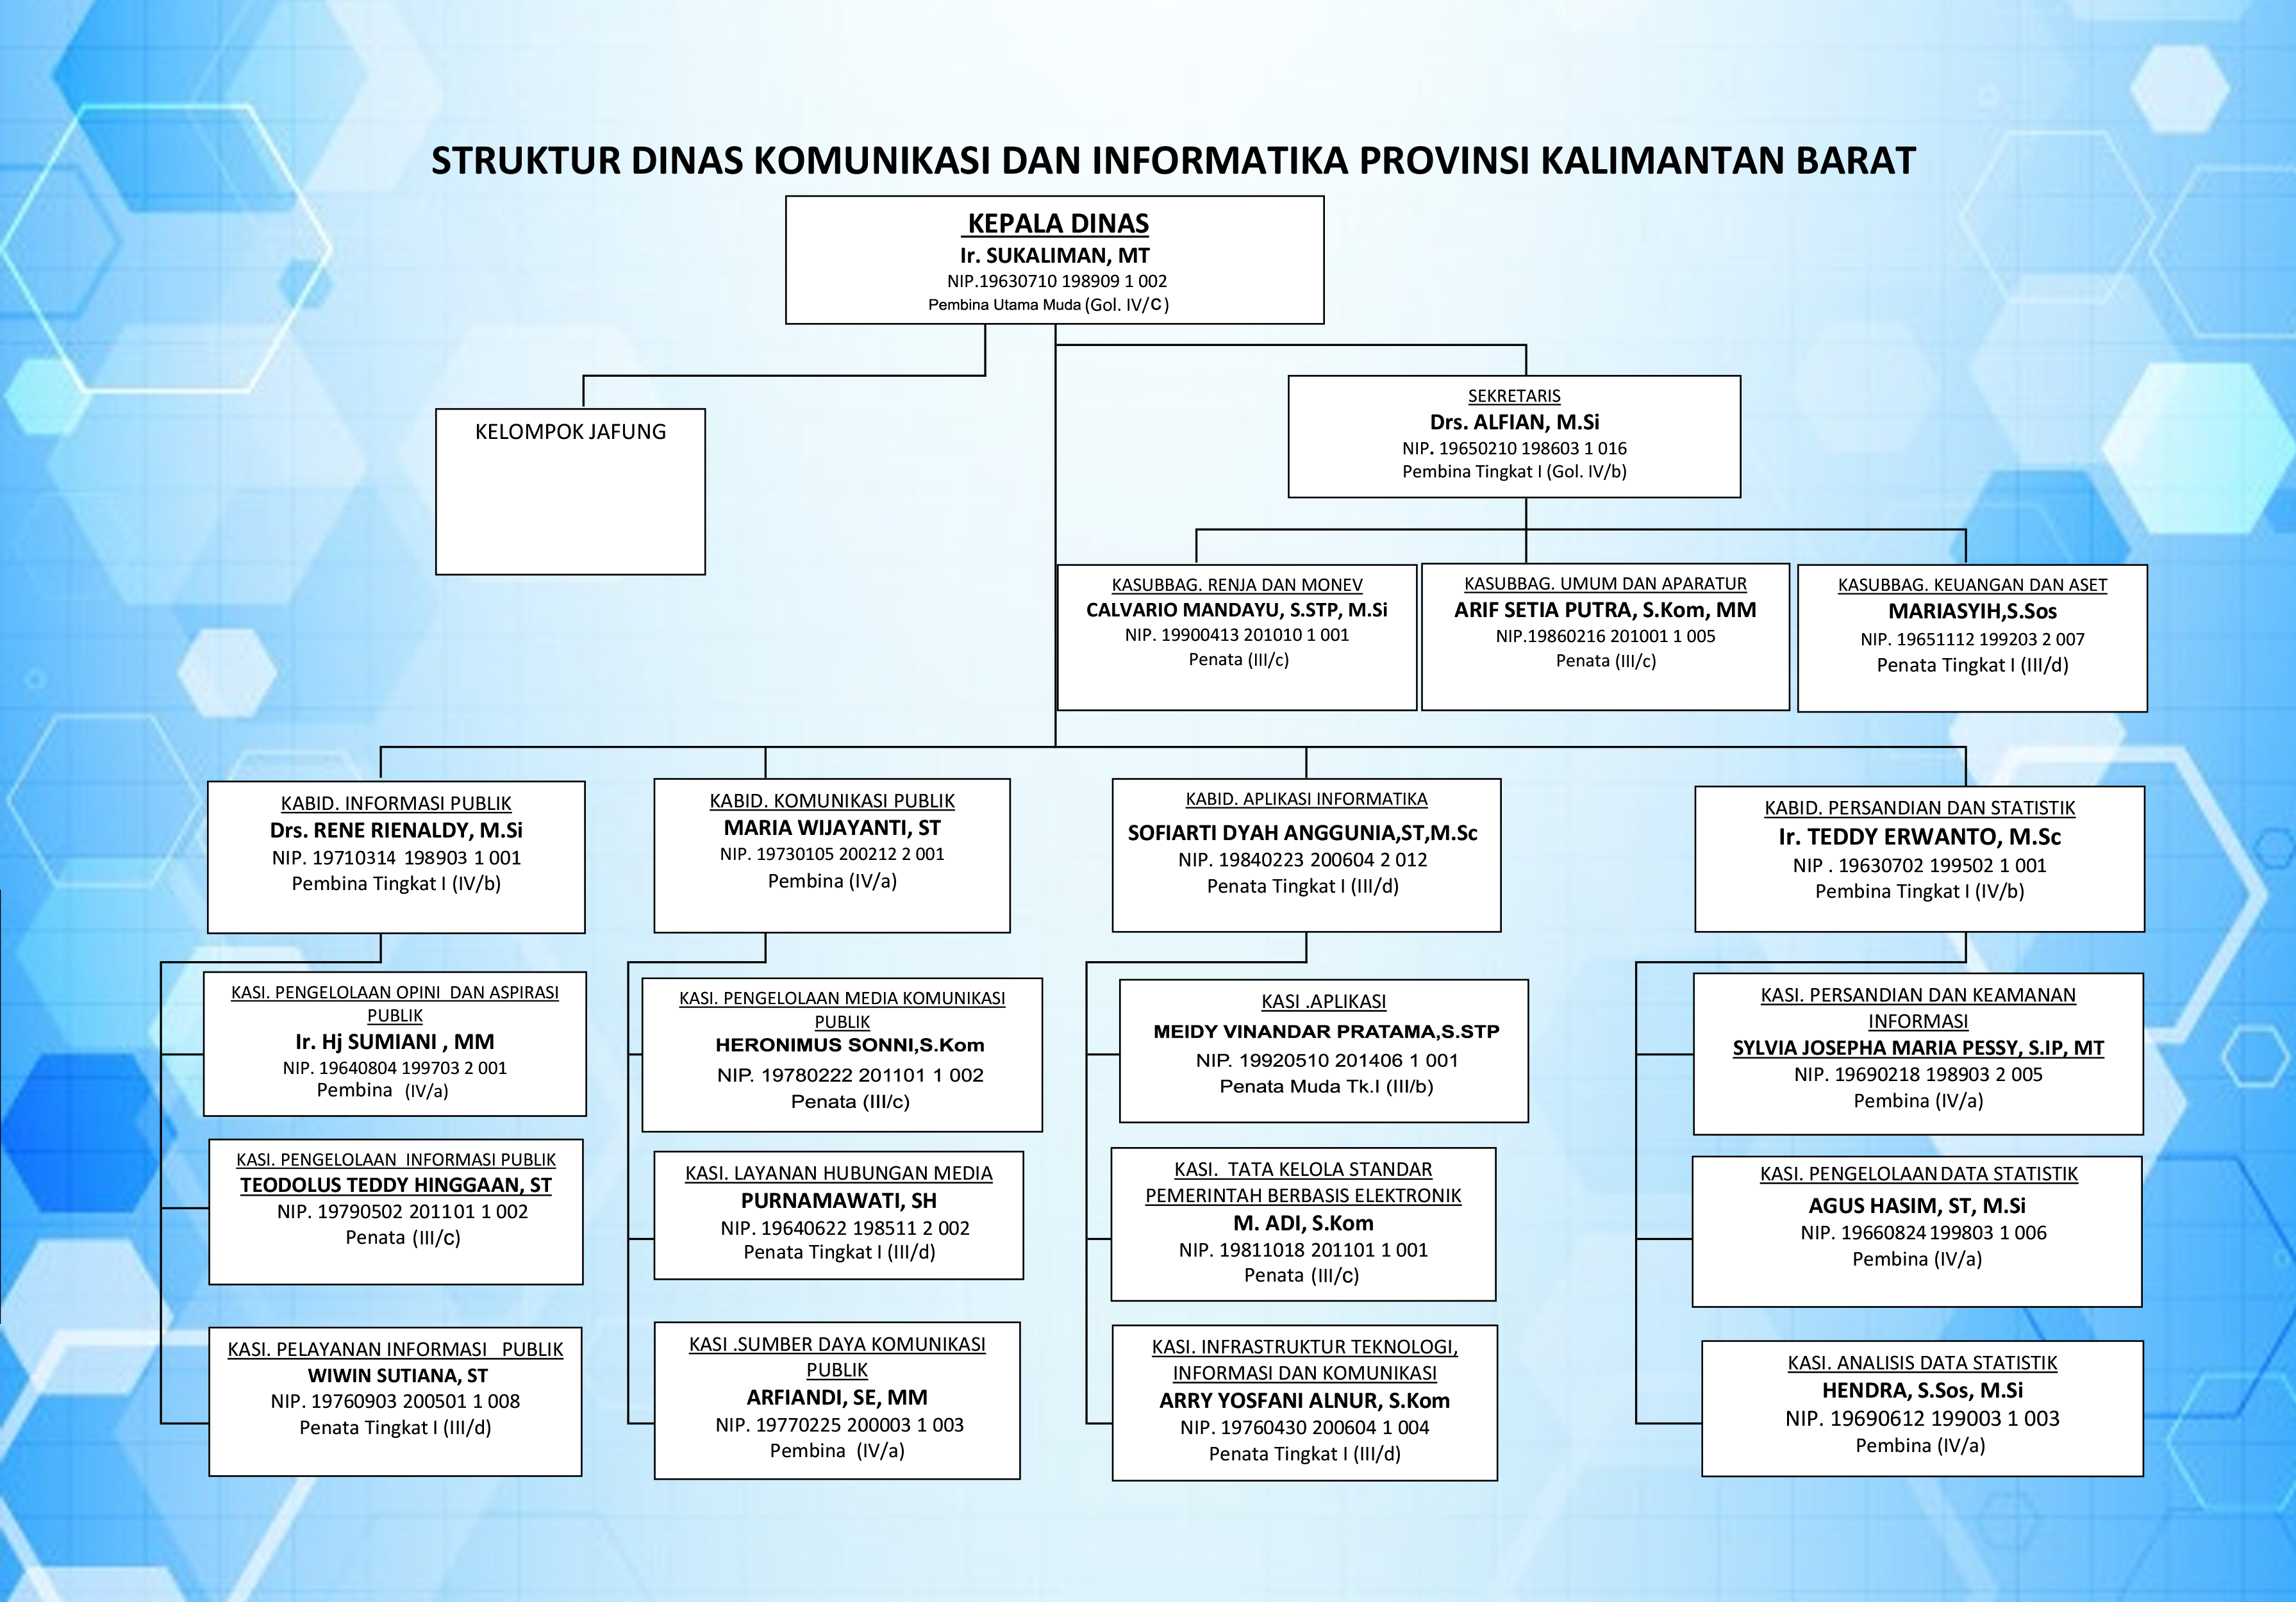 STRUKTUR DINAS KOMUNIKASI DAN INFORMATIKA PROVINSI KALIMANTAN BARAT
KEPALA DINAS
Ir. SUKALIMAN, MT
NIP.19630710 198909 1 002
Pembina Utama Muda (Gol. IV/C)
KELOMPOK JAFUNG
SEKRETARIS
Drs. ALFIAN, M.Si
NIP. 19650210 198603 1 016
Pembina Tingkat I (Gol. IV/b)
KASUBBAG. RENJA DAN MONEV
CALVARIO MANDAYU, S.STP, M.Si
NIP. 19900413 201010 1 001
Penata (III/c)
KASUBBAG. UMUM DAN APARATUR
ARIF SETIA PUTRA, S.Kom, MM
NIP.19860216 201001 1 005
Penata (III/c)
KASUBBAG. KEUANGAN DAN ASET
MARIASYIH,S.Sos
NIP. 19651112 199203 2 007
Penata Tingkat I (III/d)
KABID. INFORMASI PUBLIK
Drs. RENE RIENALDY, M.Si
NIP. 19710314 198903 1 001
Pembina Tingkat I (IV/b)
KABID. KOMUNIKASI PUBLIK
MARIA WIJAYANTI, ST
NIP. 19730105 200212 2 001
Pembina (IV/a)
KABID. APLIKASI INFORMATIKA
SOFIARTI DYAH ANGGUNIA,ST,M.Sc
NIP. 19840223 200604 2 012
Penata Tingkat I (III/d)
KABID. PERSANDIAN DAN STATISTIK
Ir. TEDDY ERWANTO, M.Sc
NIP . 19630702 199502 1 001
Pembina Tingkat I (IV/b)
KASI. PENGELOLAAN OPINI DAN ASPIRASI
PUBLIK
Ir. Hj SUMIANI , MM
NIP. 19640804 199703 2 001
Pembina (IV/a)
KASI. PENGELOLAAN INFORMASI PUBLIK
TEODOLUS TEDDY HINGGAAN, ST
NIP. 19790502 201101 1 002
Penata (III/c)
KASI. PELAYANAN INFORMASI PUBLIK
WIWIN SUTIANA, ST
NIP. 19760903 200501 1 008
Penata Tingkat I (III/d)
KASI. PENGELOLAAN MEDIA KOMUNIKASI
PUBLIK
HERONIMUS SONNI,S.Kom
NIP. 19780222 201101 1 002
Penata (III/c)
KASI. LAYANAN HUBUNGAN MEDIA
PURNAMAWATI, SH
NIP. 19640622 198511 2 002
Penata Tingkat I (III/d)
KASI .SUMBER DAYA KOMUNIKASI
PUBLIK
ARFIANDI, SE, MM
NIP. 19770225 200003 1 003
Pembina (IV/a)
KASI .APLIKASI
MEIDY VINANDAR PRATAMA,S.STP
NIP. 19920510 201406 1 001
Penata Muda Tk.I (III/b)
KASI. TATA KELOLA STANDAR
PEMERINTAH BERBASIS ELEKTRONIK
M. ADI, S.Kom
NIP. 19811018 201101 1 001
Penata (III/c)
KASI. INFRASTRUKTUR TEKNOLOGI,
INFORMASI DAN KOMUNIKASI
ARRY YOSFANI ALNUR, S.Kom
NIP. 19760430 200604 1 004
Penata Tingkat I (III/d)
KASI. PERSANDIAN DAN KEAMANAN
INFORMASI
SYLVIA JOSEPHA MARIA PESSY, S.IP, MT
NIP. 19690218 198903 2 005
Pembina (IV/a)
KASI. PENGELOLAAN DATA STATISTIK
AGUS HASIM, ST, M.Si
NIP. 19660824 199803 1 006
Pembina (IV/a)
KASI. ANALISIS DATA STATISTIK
HENDRA, S.Sos, M.Si
NIP. 19690612 199003 1 003
Pembina (IV/a)